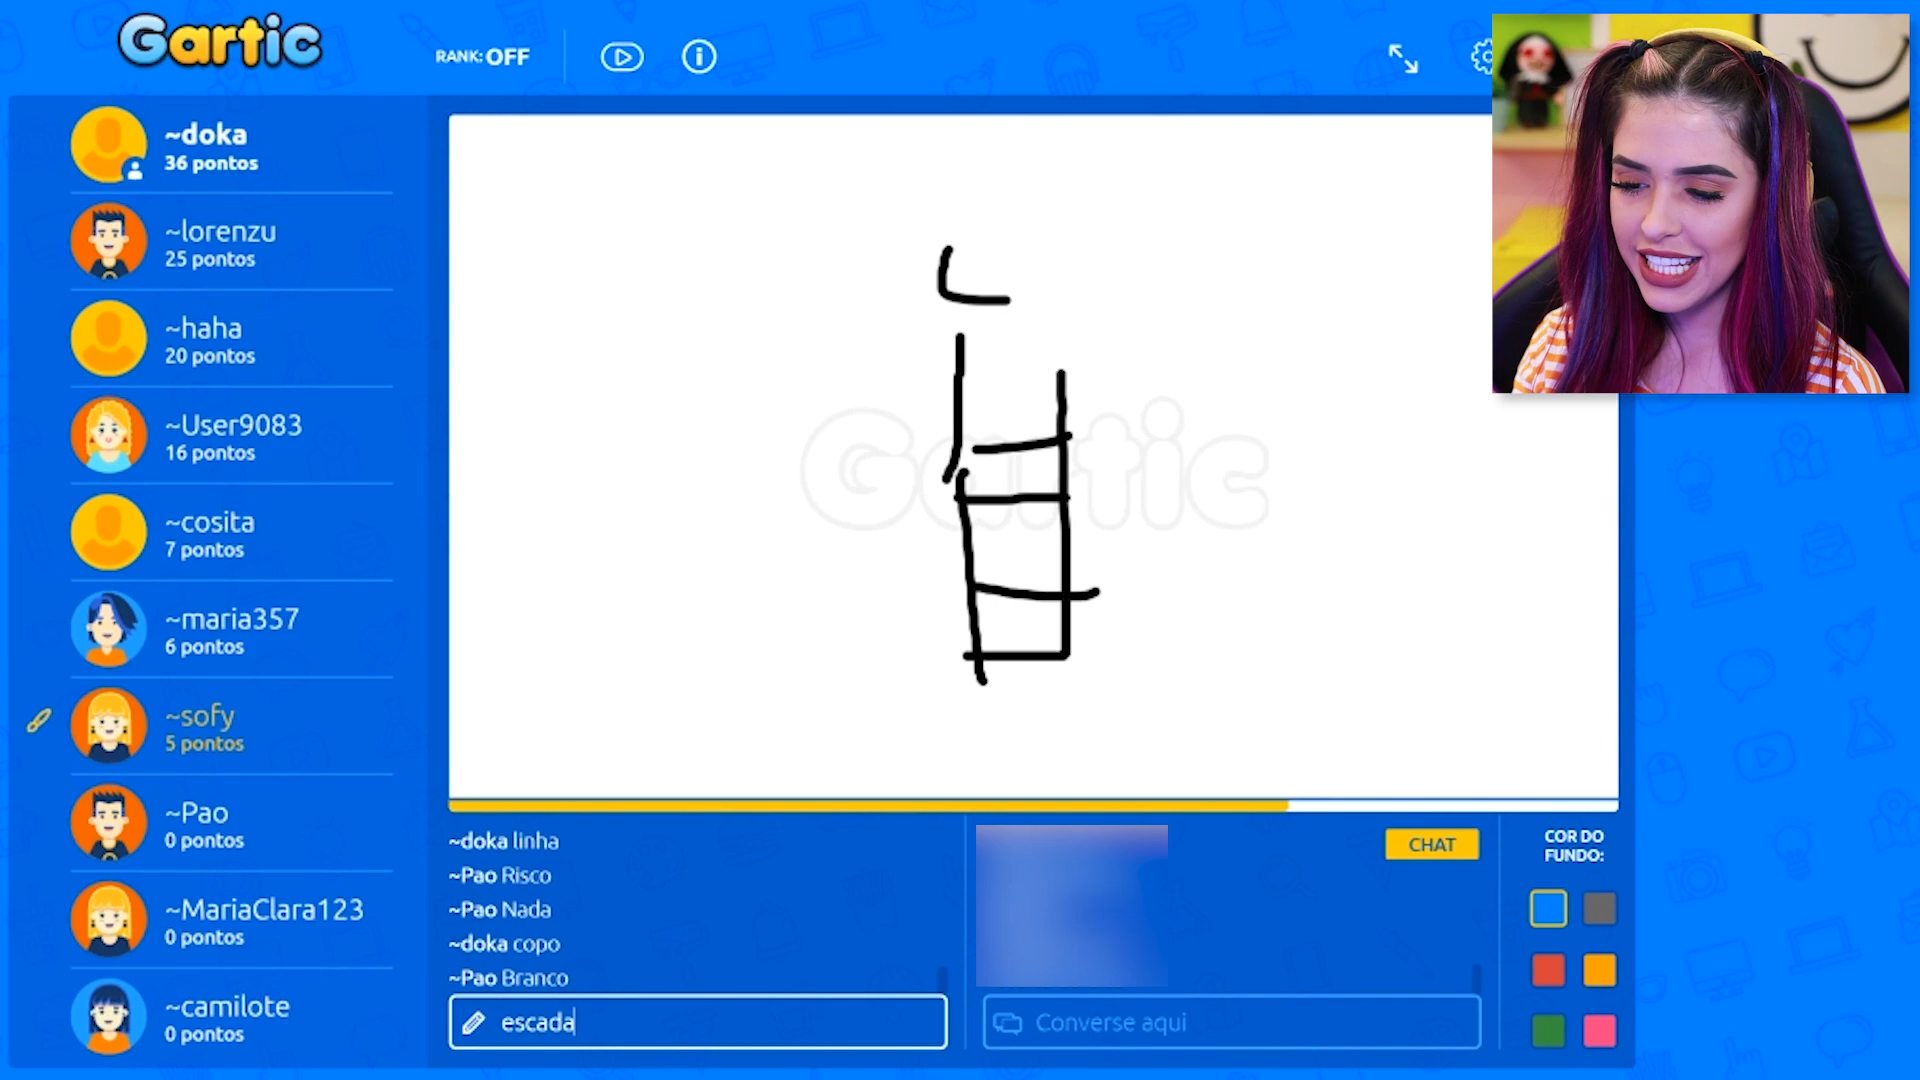 Gartic
RANK: OFF
~doka
36 pontos
~lorenzu
25 pontos
~haha
20 pontos
~User9083
16 pontos
~cosita
7 pontos
~maria357
6 pontos
~sofy
5 pontos
~Pao
0 pontos
~MariaClara123
0 pontos
~camilote
0 pontos
Gartic
~doka linha
~Pao Risco
~Pao Nada
~doka copo
~Pao Branco
escada
CHAT
Converse aqui
COR DO
FUNDO: